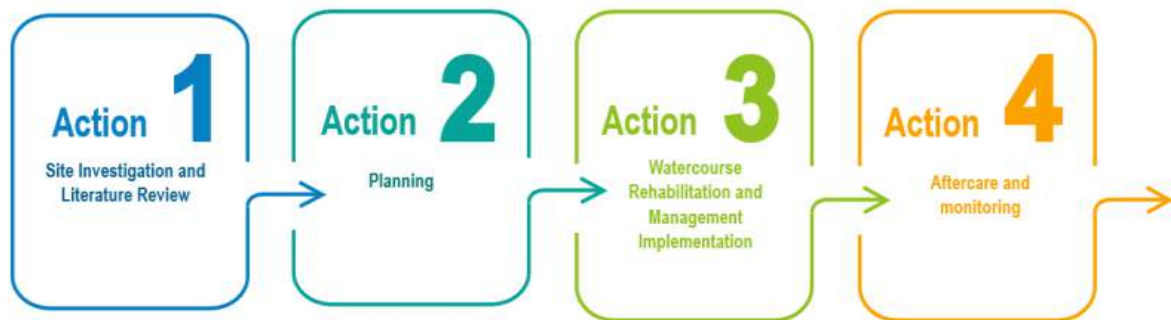 Action 1
Site Investigation and
Literature Review
Action 2
Planning
Action 3
Watercourse
Rehabilitation and
Management
Implementation
Action 4
Aftercare and
monitoring